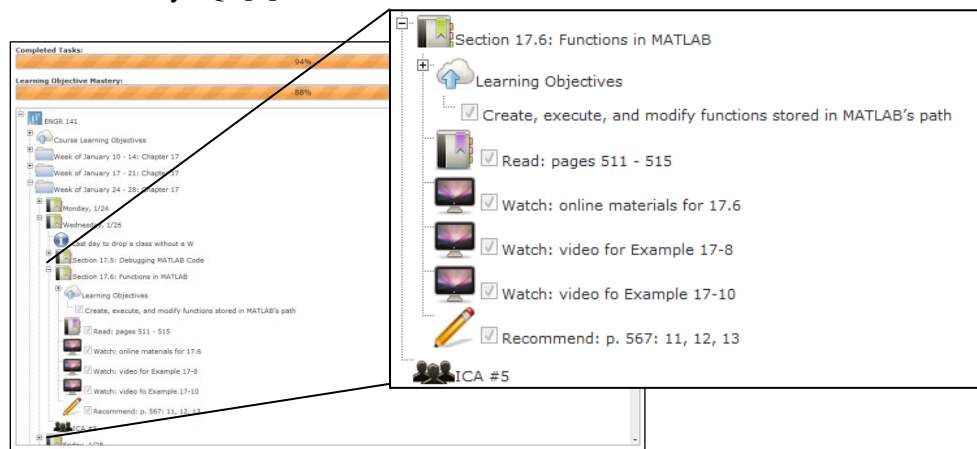 Completed Tasks:
94%
Learning Objective Mastery:
88%
ENGR 141
Course Learning Objectives
Week of January 10 - 14: Chapter 17
Week of January 17 - 21: Chapter 17
Week of January 24 - 28: Chapter 17
Monday, 1/24
Wednesday, 1/26
Last day to drop a class without a W
Section 17.5: Debugging MATLAB Code
Section 17.6: Functions in MATLAB
Learning Objectives
Create, execute, and modify functions stored in MATLAB's path
Read: pages 511 - 515
Watch: online materials for 17.6
Watch: video for Example 17-8
Watch: video fo Example 17-10
Recommend: p. 567: 11, 12, 13
ICA #5
Friday, 1/28
Section 17.6: Functions in MATLAB
Learning Objectives
Create, execute, and modify functions stored in MATLAB's path
Read: pages 511 - 515
Watch: online materials for 17.6
Watch: video for Example 17-8
Watch: video fo Example 17-10
Recommend: p. 567: 11, 12, 13
ICA #5